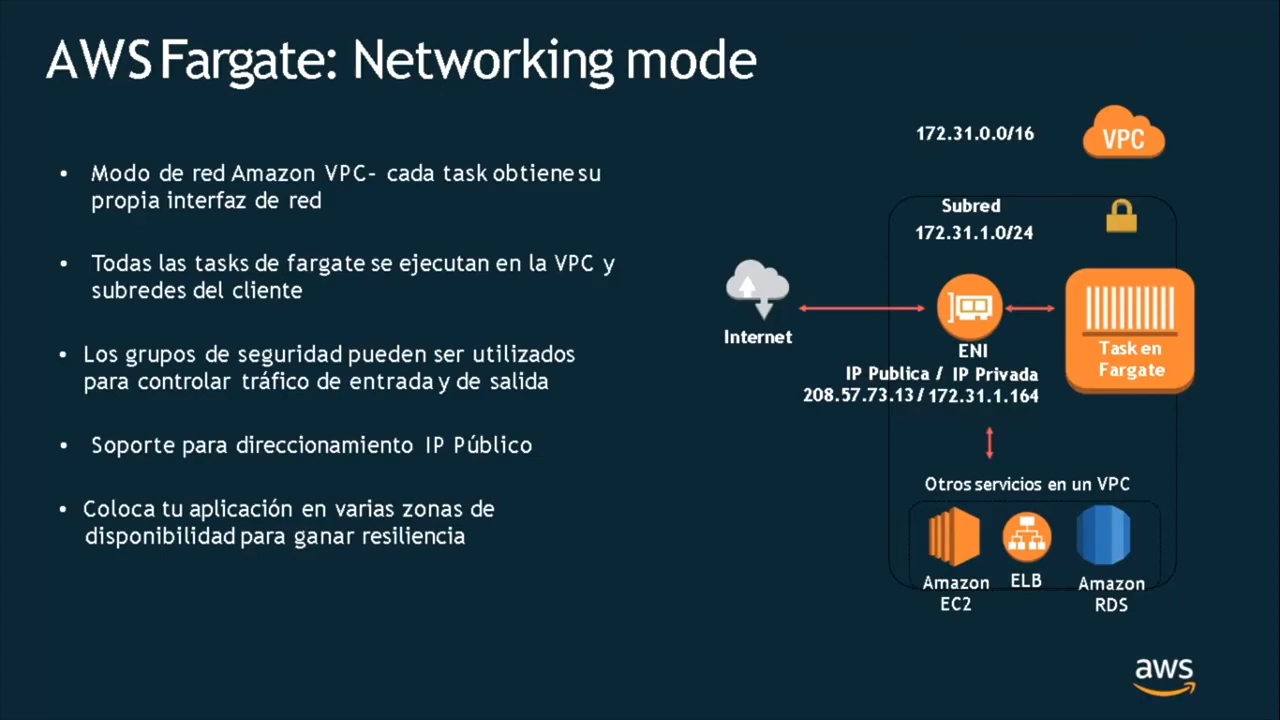 AWS Fargate: Networking mode
• Modo de red Amazon VPC- cada task obtiene su
propia interfaz de red
• Todas las tasks de fargate se ejecutan en la VPC y
subredes del cliente
• Los grupos de seguridad pueden ser utilizados
para controlar tráfico de entrada y de salida
• Soporte para direccionamiento IP Público
• Coloca tu aplicación en varias zonas de
disponibilidad para ganar resiliencia
172.31.0.0/16
VPC
Subred
172.31.1.0/24
Internet
ENI
IP Publica / IP Privada
208.57.73.13 / 172.31.1.164
Task en
Fargate
Otros servicios en un VPC
Amazon
EC2
ELB
Amazon
RDS
aws